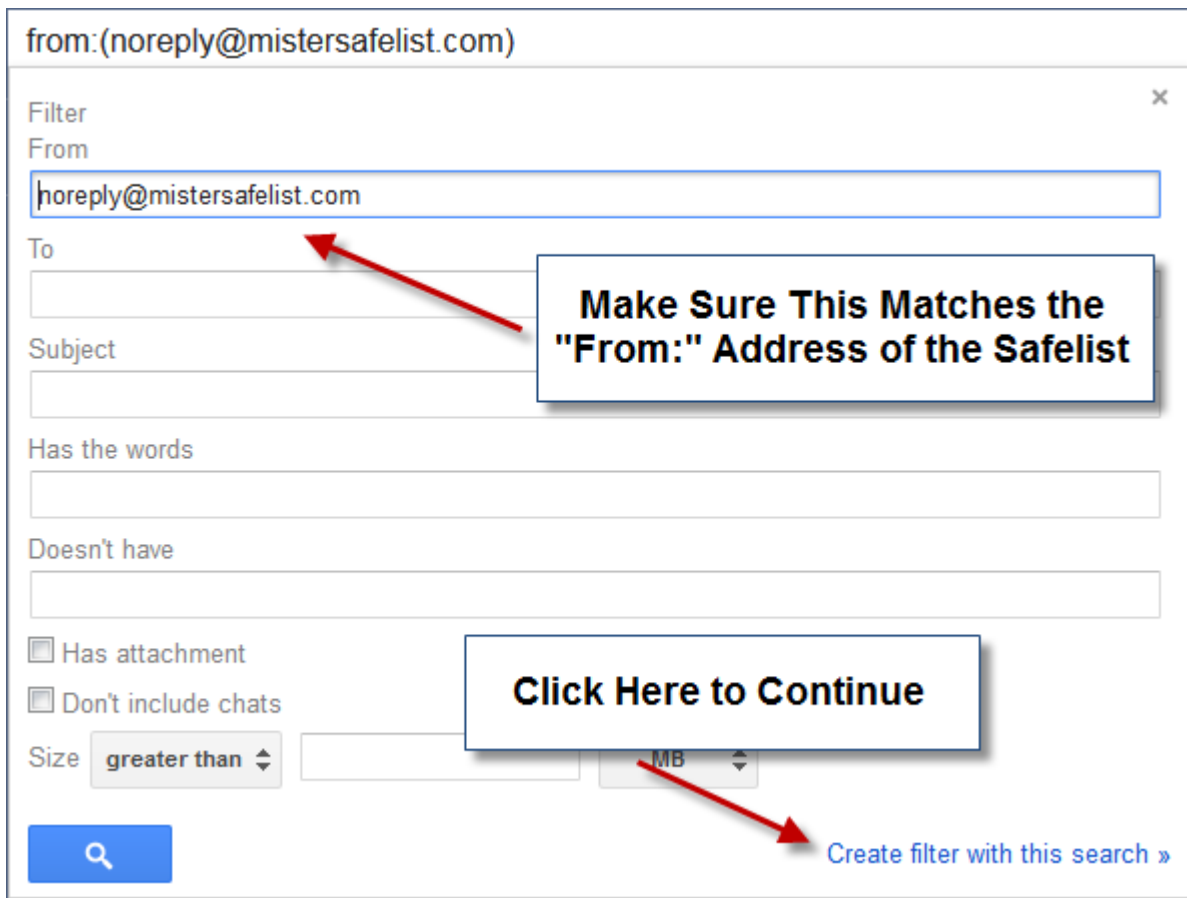 from:(noreply@mistersafelist.com)
×
Filter
From
noreply@mistersafelist.com
To
Make Sure This Matches the
"From:" Address of the Safelist
Subject
Has the words
Doesn't have
Has attachment
Don't include chats
Click Here to Continue
Size greater than MB
Create filter with this search »